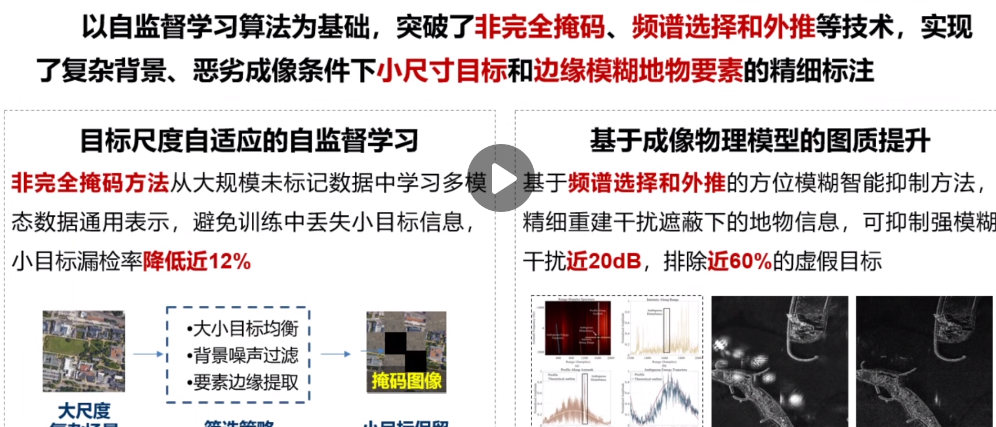 以自监督学习算法为基础，突破了非完全掩码、频谱选择和外推等技术，实现
了复杂背景、恶劣成像条件下小尺寸目标和边缘模糊地物要素的精细标注
目标尺度自适应的自监督学习
非完全掩码方法从大规模未标记数据中学习多模
态数据通用表示，避免训练中丢失小目标信息，
小目标漏检率降低近12%
•大小目标均衡
•背景噪声过滤
•要素边缘提取
掩码图像
大尺度
基于成像物理模型的图质提升
基于频谱选择和外推的方位模糊智能抑制方法，
精细重建干扰遮蔽下的地物信息，可抑制强模糊
干扰近20dB，排除近60%的虚假目标